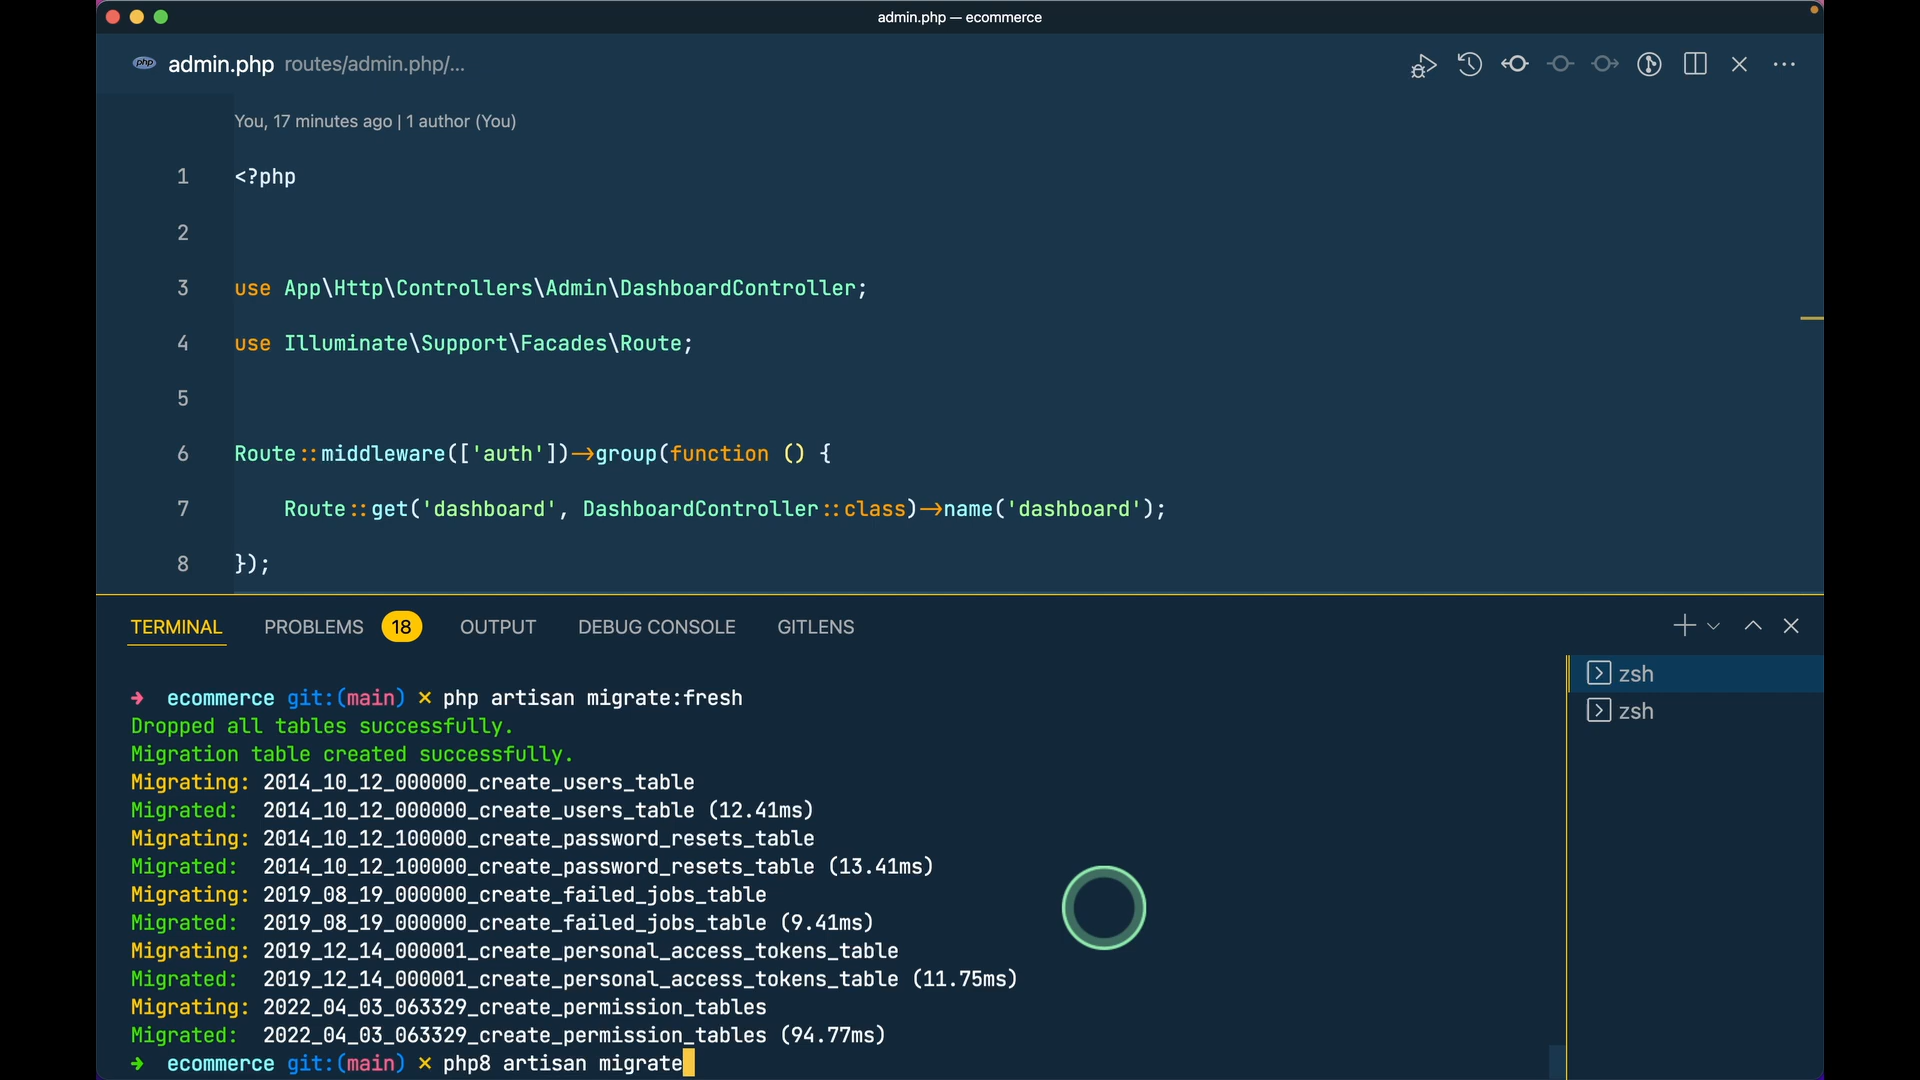 admin.php — ecommerce
php admin.php routes/admin.php/...
You, 17 minutes ago | 1 author (You)
1 <?php
2
3 use App\Http\Controllers\Admin\DashboardController;
4 use Illuminate\Support\Facades\Route;
5
6 Route::middleware(['auth'])->group(function () {
7 Route::get('dashboard', DashboardController::class)->name('dashboard');
8 });
TERMINAL PROBLEMS 18 OUTPUT DEBUG CONSOLE GITLENS
zsh
zsh
➜ ecommerce git:(main) ✗ php artisan migrate:fresh
Dropped all tables successfully.
Migration table created successfully.
Migrating: 2014_10_12_000000_create_users_table
Migrated: 2014_10_12_000000_create_users_table (12.41ms)
Migrating: 2014_10_12_100000_create_password_resets_table
Migrated: 2014_10_12_100000_create_password_resets_table (13.41ms)
Migrating: 2019_08_19_000000_create_failed_jobs_table
Migrated: 2019_08_19_000000_create_failed_jobs_table (9.41ms)
Migrating: 2019_12_14_000001_create_personal_access_tokens_table
Migrated: 2019_12_14_000001_create_personal_access_tokens_table (11.75ms)
Migrating: 2022_04_03_063329_create_permission_tables
Migrated: 2022_04_03_063329_create_permission_tables (94.77ms)
➜ ecommerce git:(main) ✗ php8 artisan migrate